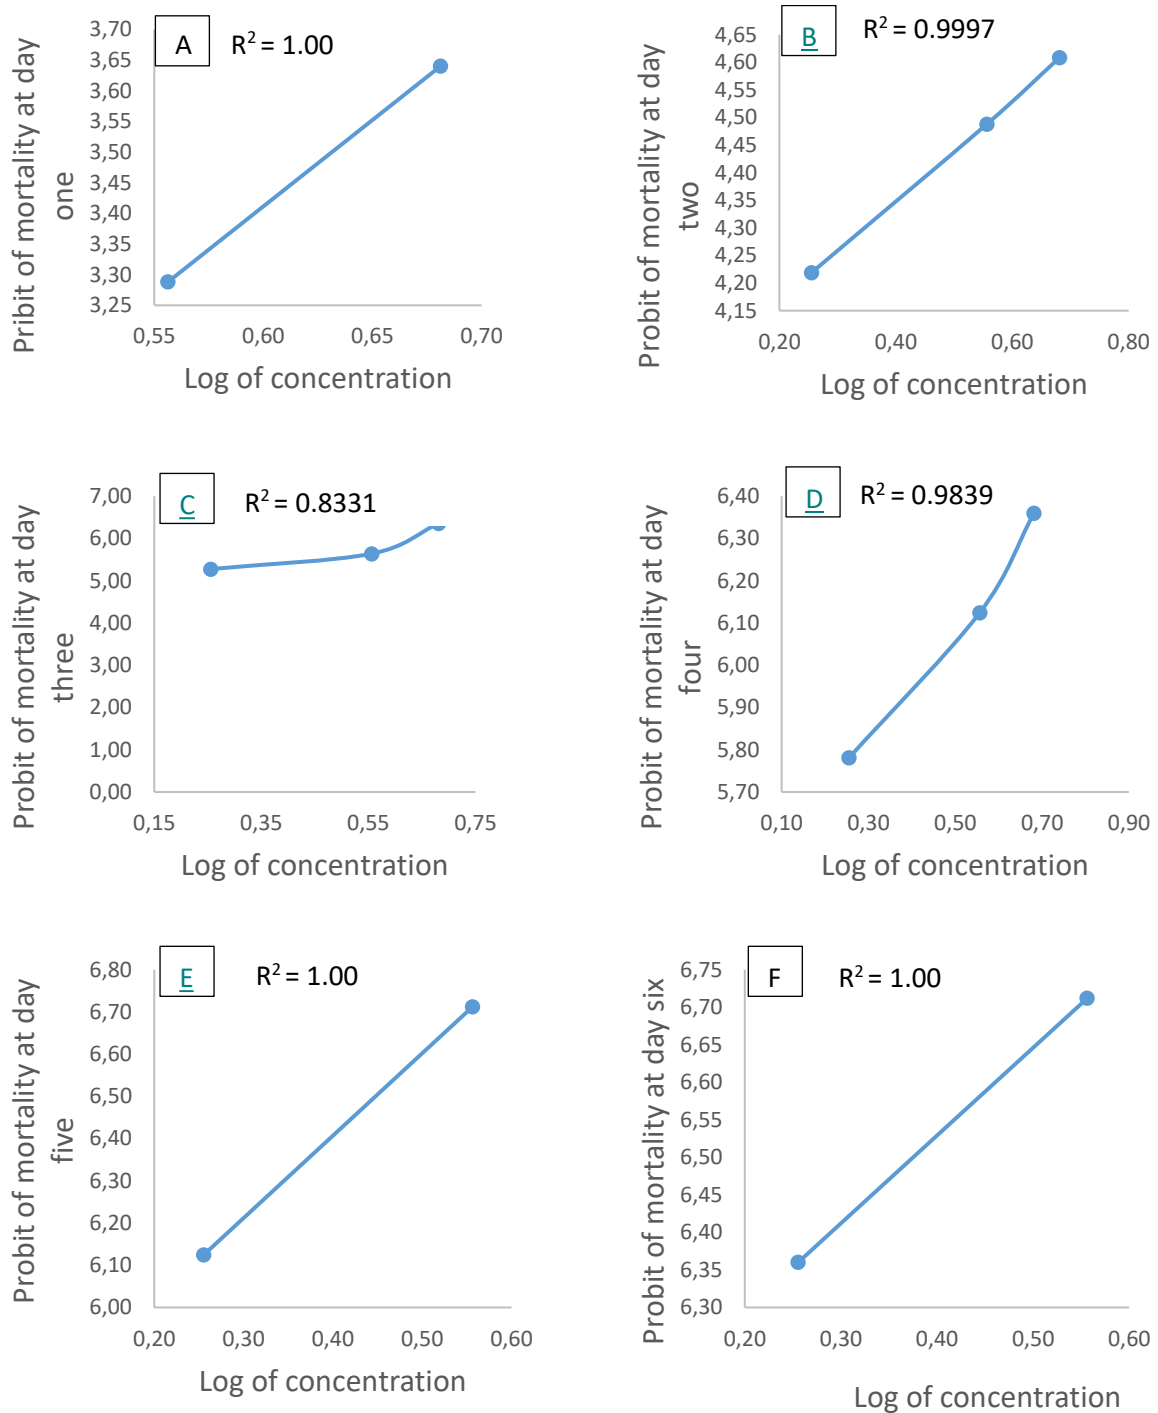 A
R² = 1.00
Pribit of mortality at day
one
3,70
3,65
3,60
3,55
3,50
3,45
3,40
3,35
3,30
3,25
0,55 0,60 0,65 0,70
Log of concentration
B
R² = 0.9997
Probit of mortality at day
two
4,65
4,60
4,55
4,50
4,45
4,40
4,35
4,30
4,25
4,20
4,15
0,20 0,40 0,60 0,80
Log of concentration
C
R² = 0.8331
Probit of mortality at day
three
7,00
6,00
5,00
4,00
3,00
2,00
1,00
0,00
0,15 0,35 0,55 0,75
Log of concentration
D
R² = 0.9839
Probit of mortality at day
four
6,40
6,30
6,20
6,10
6,00
5,90
5,80
5,70
0,10 0,30 0,50 0,70 0,90
Log of concentration
E
R² = 1.00
Probit of mortality at day
five
6,80
6,70
6,60
6,50
6,40
6,30
6,20
6,10
6,00
0,20 0,30 0,40 0,50 0,60
Log of concentration
F
R² = 1.00
Probit of mortality at day six
6,75
6,70
6,65
6,60
6,55
6,50
6,45
6,40
6,35
6,30
0,20 0,30 0,40 0,50 0,60
Log of concentration